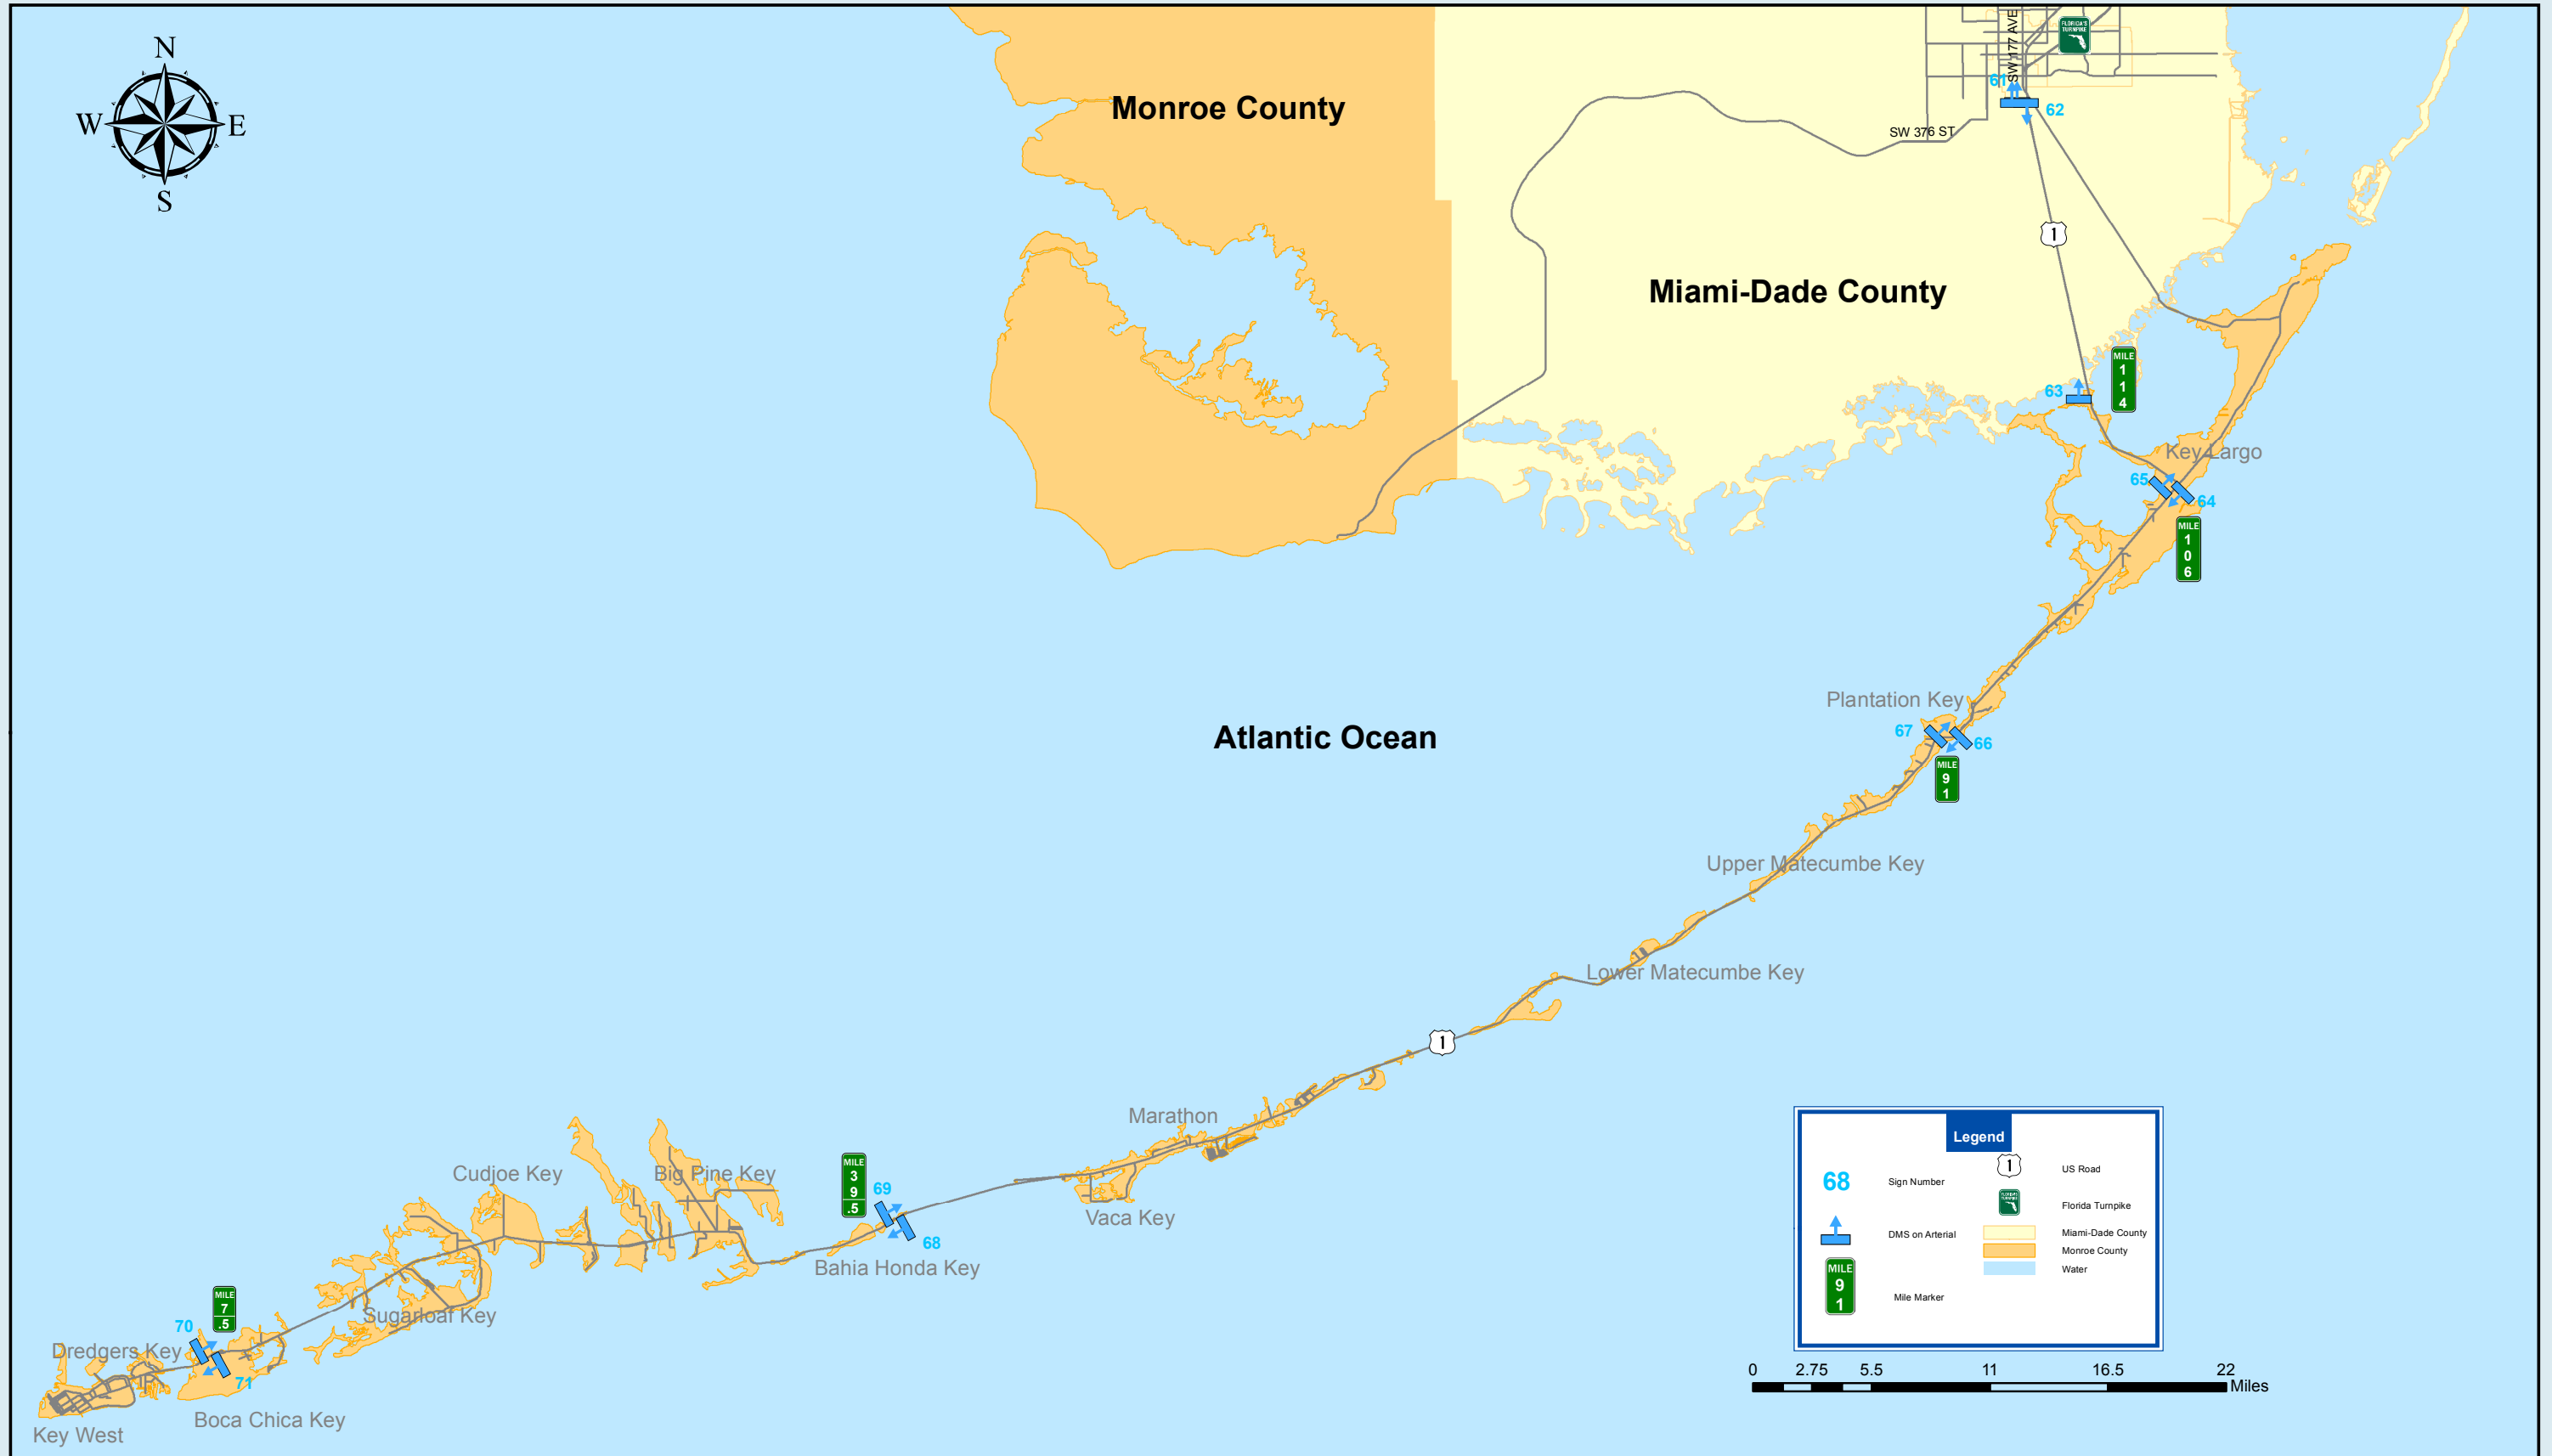 N
W
E
S
Monroe County
Miami-Dade County
Atlantic Ocean
SW 177 AVE
FLORIDA'S
TURNPIKE
61
62
SW 376 ST
1
63
MILE
1
1
4
Key Largo
65
64
MILE
1
0
6
Plantation Key
67
66
MILE
9
1
Upper Matecumbe Key
Lower Matecumbe Key
1
Marathon
Vaca Key
Cudjoe Key
Big Pine Key
MILE
3
9
.5
69
68
Bahia Honda Key
Sugarloaf Key
MILE
7
.5
70
71
Dredgers Key
Boca Chica Key
Key West
Legend
68
Sign Number
DMS on Arterial
MILE
9
1
Mile Marker
1
US Road
FLORIDA'S
TURNPIKE
Florida Turnpike
Miami-Dade County
Monroe County
Water
0 2.75 5.5 11 16.5 22
Miles